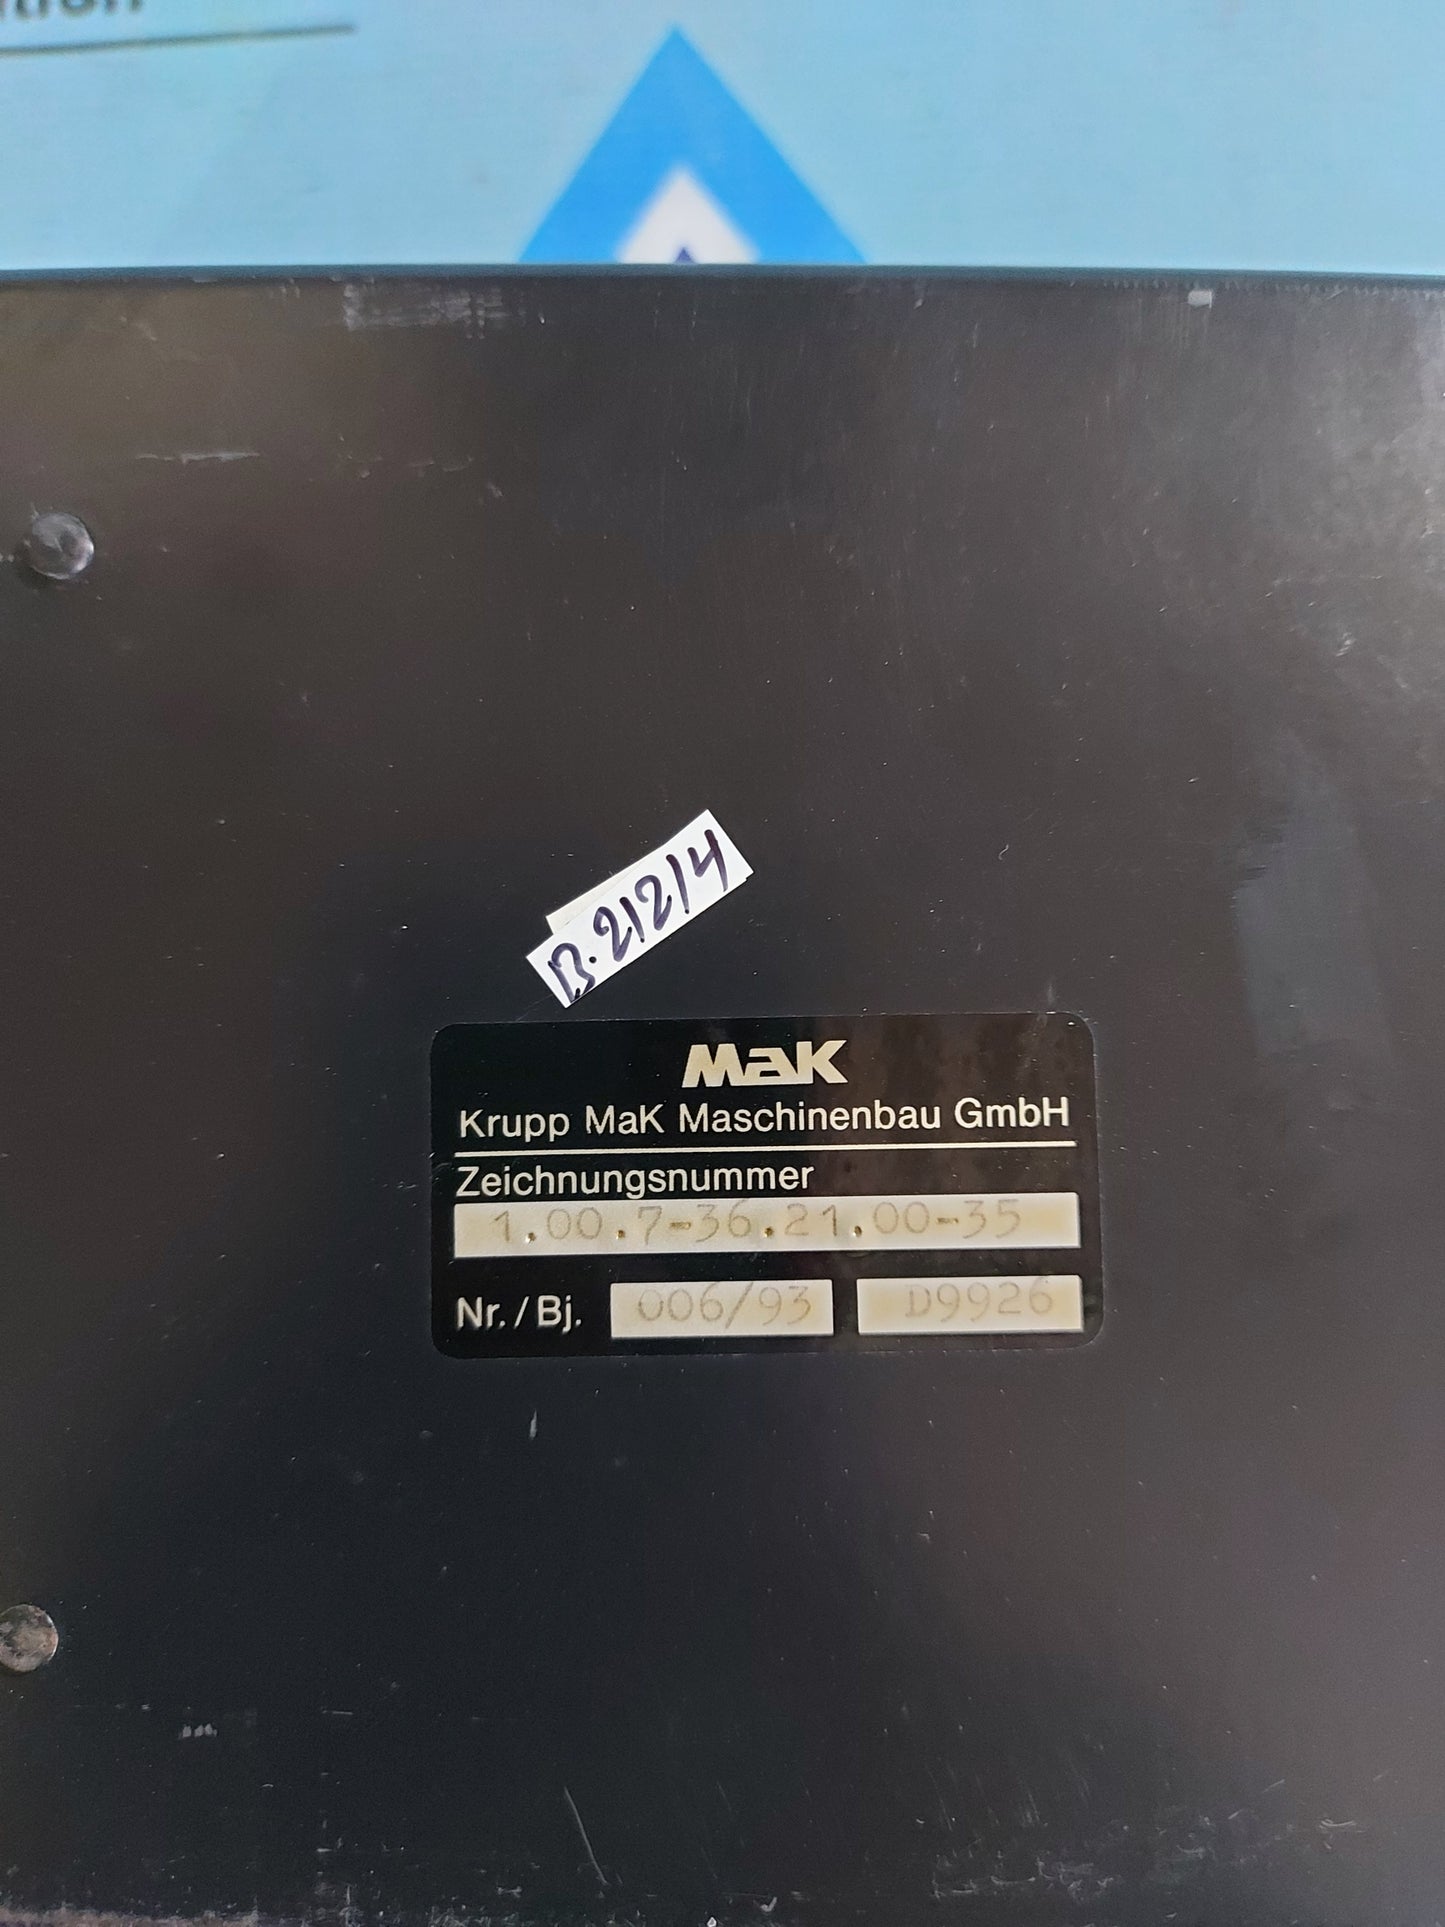 B.212/4
MaK
Krupp MaK Maschinenbau GmbH
Zeichnungsnummer
1.00.7-36.21.00-35
Nr./Bj. 006/93 D9926